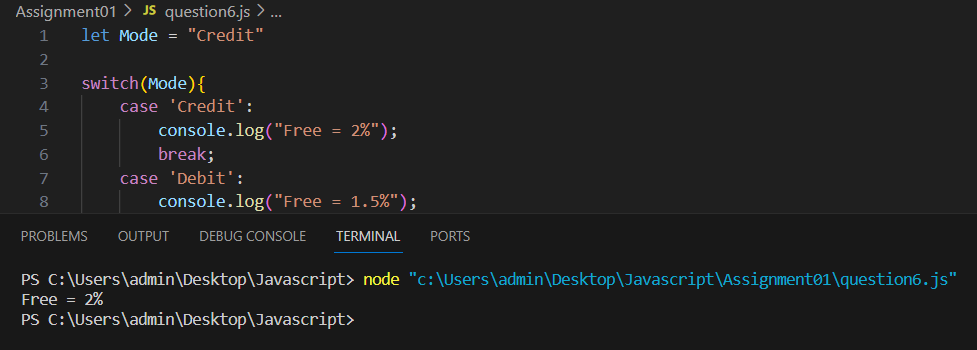 Assignment01 > JS question6.js > ...
1 let Mode = "Credit"
2
3 switch(Mode){
4 case 'Credit':
5 console.log("Free = 2%");
6 break;
7 case 'Debit':
8 console.log("Free = 1.5%");
PROBLEMS OUTPUT DEBUG CONSOLE TERMINAL PORTS
PS C:\Users\admin\Desktop\Javascript> node "c:\Users\admin\Desktop\Javascript\Assignment01\question6.js"
Free = 2%
PS C:\Users\admin\Desktop\Javascript>